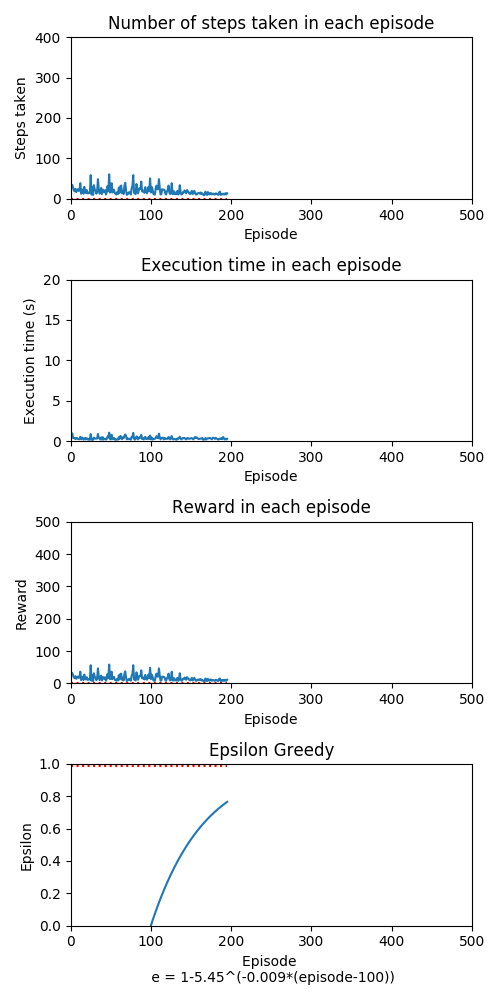 Number of steps taken in each episode
400
300
200
100
0
Steps taken
0 100 200 300 400 500
Episode
Execution time in each episode
20
15
10
5
0
Execution time (s)
0 100 200 300 400 500
Episode
Reward in each episode
500
400
300
200
100
0
Reward
0 100 200 300 400 500
Episode
Epsilon Greedy
1.0
0.8
0.6
0.4
0.2
0.0
Epsilon
0 100 200 300 400 500
Episode
e = 1-5.45^(-0.009*(episode-100))